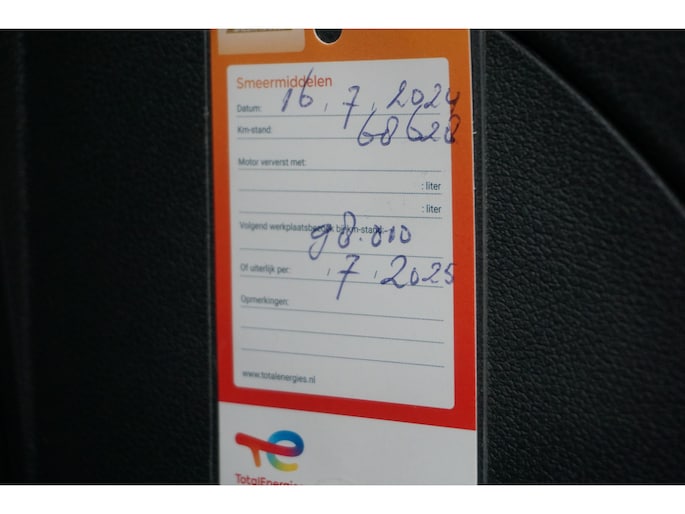 Smeermiddelen
Datum: 16.7.2024
Km-stand: 68628
Motor ververst met:
: liter
: liter
Volgend werkplaatsbezoek bij km-stand:
98.010
Of uiterlijk per: .7.2025
Opmerkingen:
www.totalenergies.nl
TotalEnergies